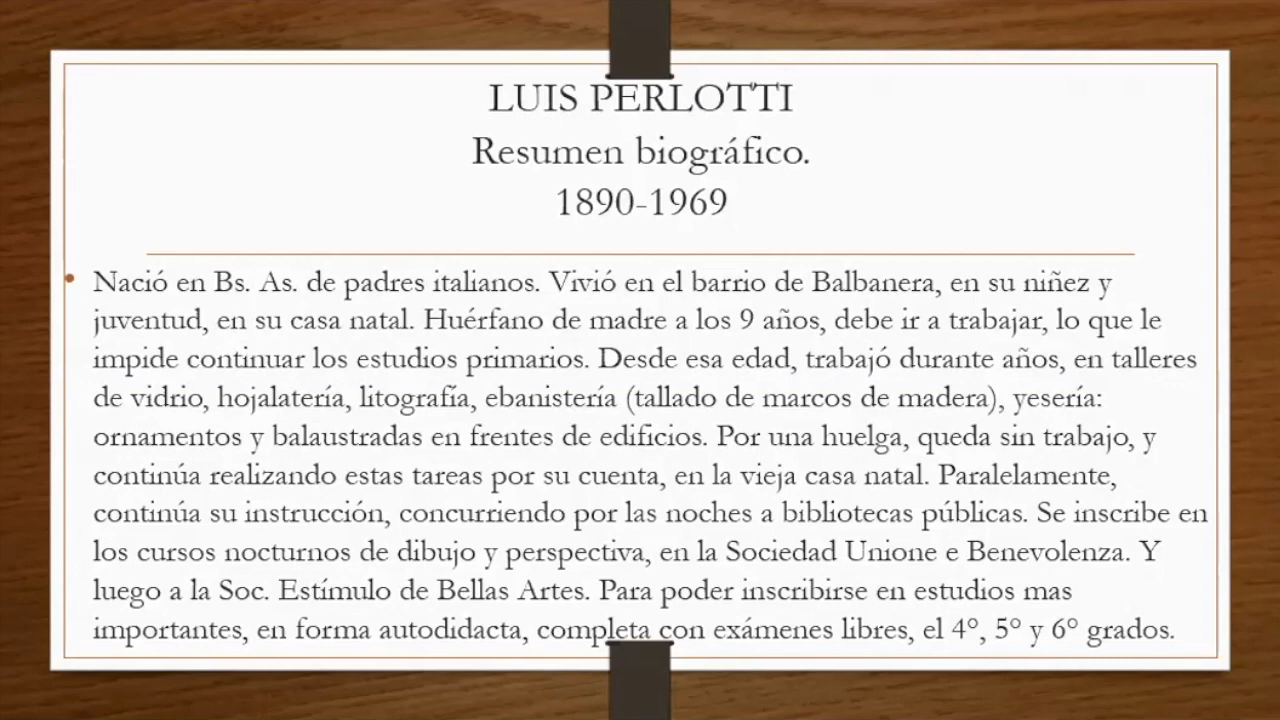 LUIS PERLOTTI
Resumen biográfico.
1890-1969
• Nació en Bs. As. de padres italianos. Vivió en el barrio de Balbanera, en su niñez y
juventud, en su casa natal. Huérfano de madre a los 9 años, debe ir a trabajar, lo que le
impide continuar los estudios primarios. Desde esa edad, trabajó durante años, en talleres
de vidrio, hojalatería, litografía, ebanistería (tallado de marcos de madera), yesería:
ornamentos y balaustradas en frentes de edificios. Por una huelga, queda sin trabajo, y
continúa realizando estas tareas por su cuenta, en la vieja casa natal. Paralelamente,
continúa su instrucción, concurriendo por las noches a bibliotecas públicas. Se inscribe en
los cursos nocturnos de dibujo y perspectiva, en la Sociedad Unione e Benevolenza. Y
luego a la Soc. Estímulo de Bellas Artes. Para poder inscribirse en estudios mas
importantes, en forma autodidacta, completa con exámenes libres, el 4°, 5° y 6° grados.